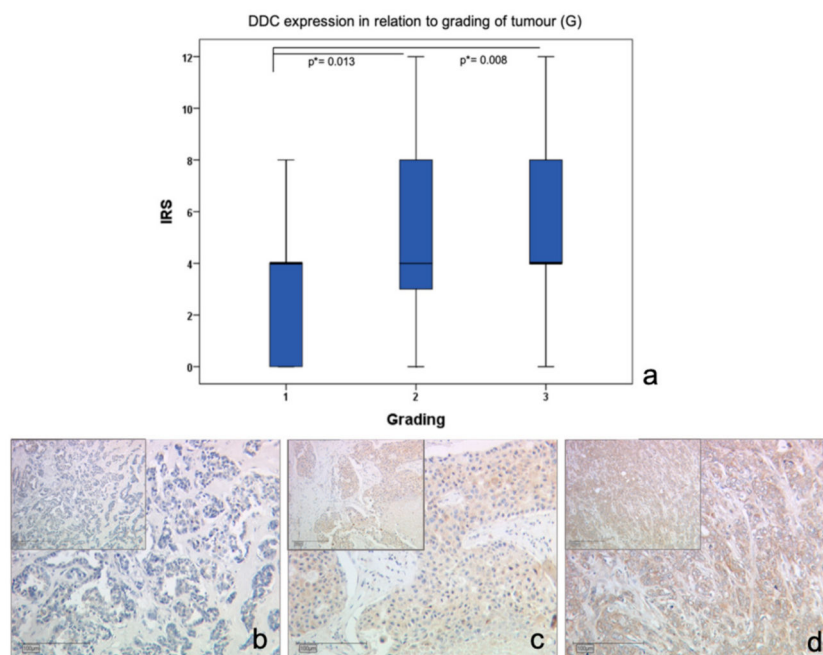 DDC expression in relation to grading of tumour (G)
p*= 0.013
p*= 0.008
12
10
8
6
4
2
0
IRS
1
2
3
Grading
a
b
c
d